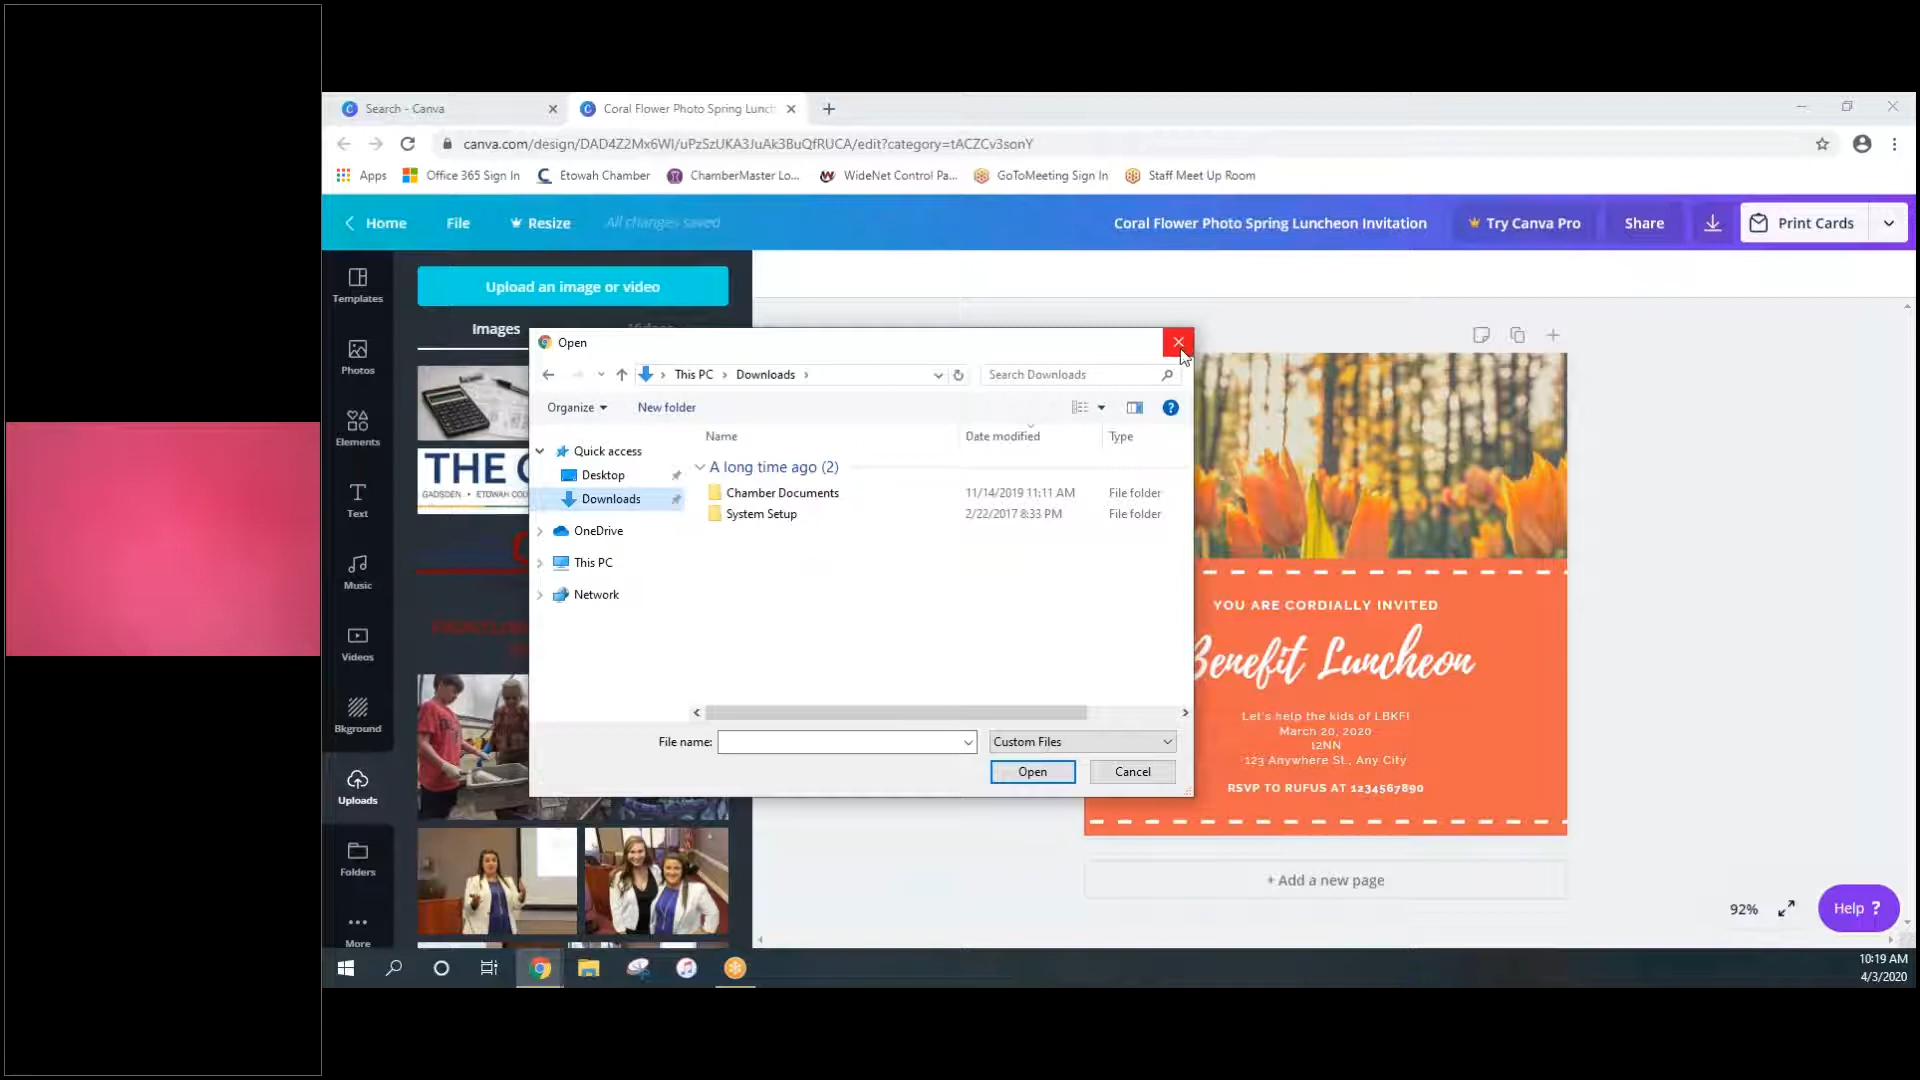 Search - Canva
Coral Flower Photo Spring Lunch
canva.com/design/DAD4Z2Mx6WI/uPzSzUKA3JuAk3BuQfRUCA/edit?category=tACZCv3sonY
Apps
Office 365 Sign In
Etowah Chamber
ChamberMaster Lo...
WideNet Control Pa...
GoToMeeting Sign In
Staff Meet Up Room
Home
File
Resize
All changes saved
Coral Flower Photo Spring Luncheon Invitation
Try Canva Pro
Share
Print Cards
Templates
Photos
Elements
Text
Music
Videos
Bkground
Uploads
Folders
More
Upload an image or video
Images
Videos
THE
GADSDEN • ETOWAH
Open
This PC
Downloads
Search Downloads
Organize
New folder
Name
Date modified
Type
Quick access
Desktop
Downloads
OneDrive
This PC
Network
A long time ago (2)
Chamber Documents
11/14/2019 11:11 AM
File folder
System Setup
2/22/2017 8:33 PM
File folder
File name:
Custom Files
Open
Cancel
YOU ARE CORDIALLY INVITED
Benefit Luncheon
Let's help the kids of LBKF!
March 20, 2020
12NN
123 Anywhere St., Any City
RSVP TO RUFUS AT 1234567890
+ Add a new page
92%
Help ?
10:19 AM
4/3/2020